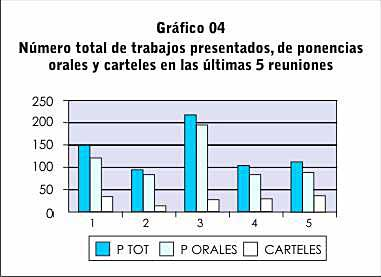 Gráfico 04
Número total de trabajos presentados, de ponencias
orales y carteles en las últimas 5 reuniones
250
200
150
100
50
0
1 2 3 4 5
P TOT P ORALES CARTELES